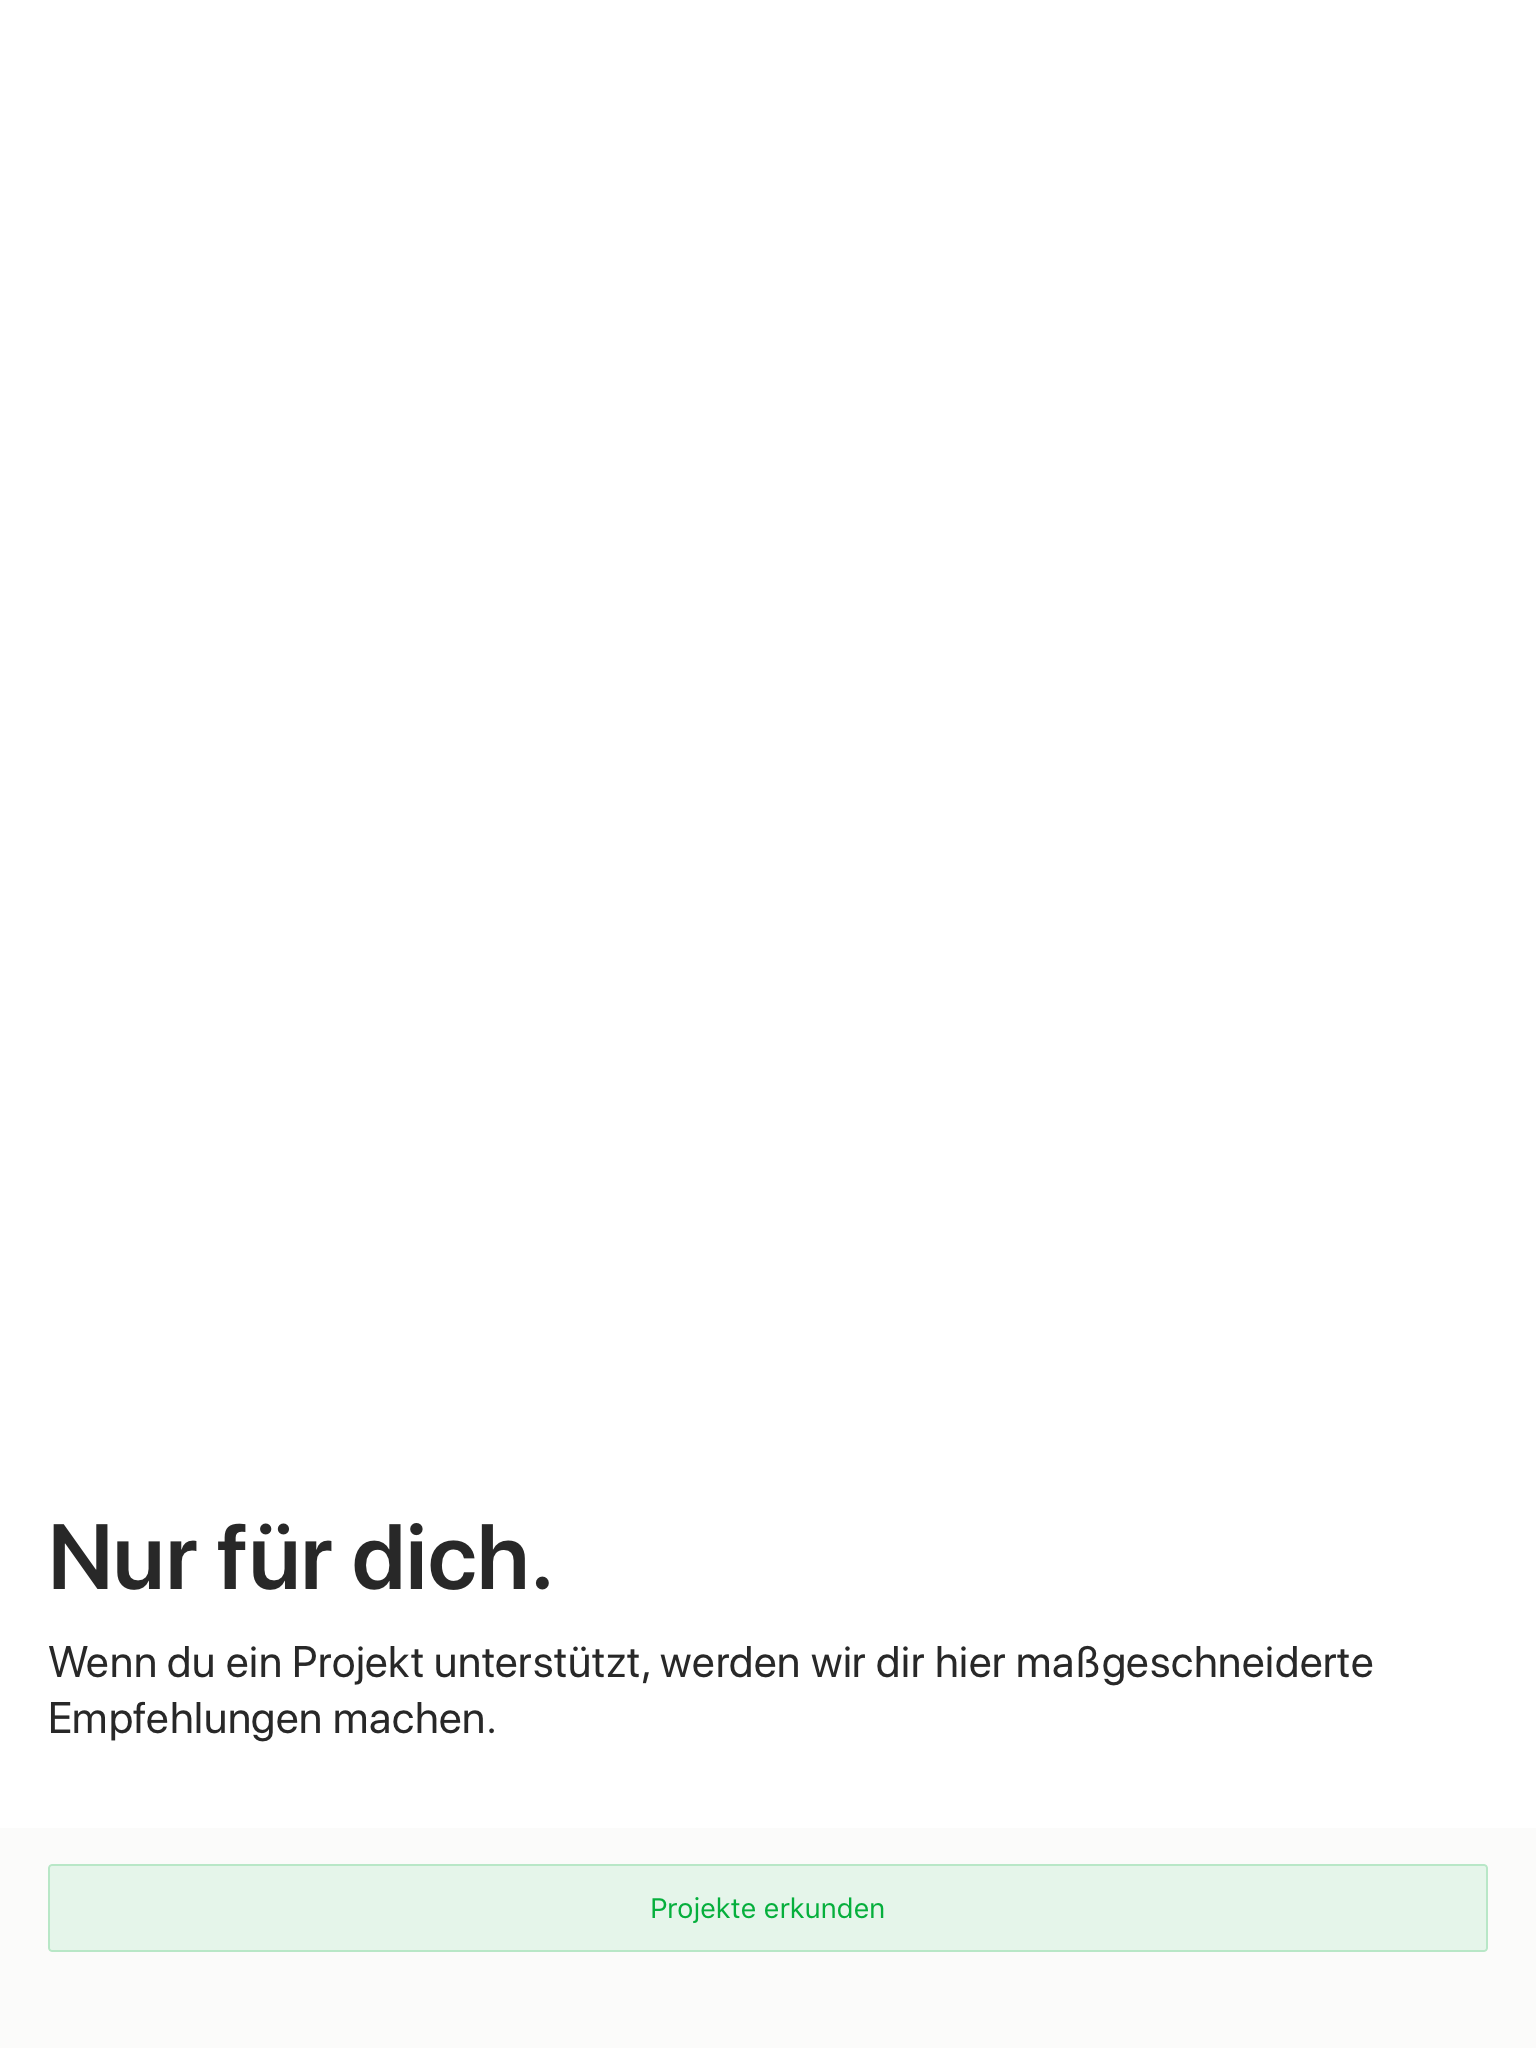 Nur für dich.
Wenn du ein Projekt unterstützt, werden wir dir hier maßgeschneiderte
Empfehlungen machen.
Projekte erkunden